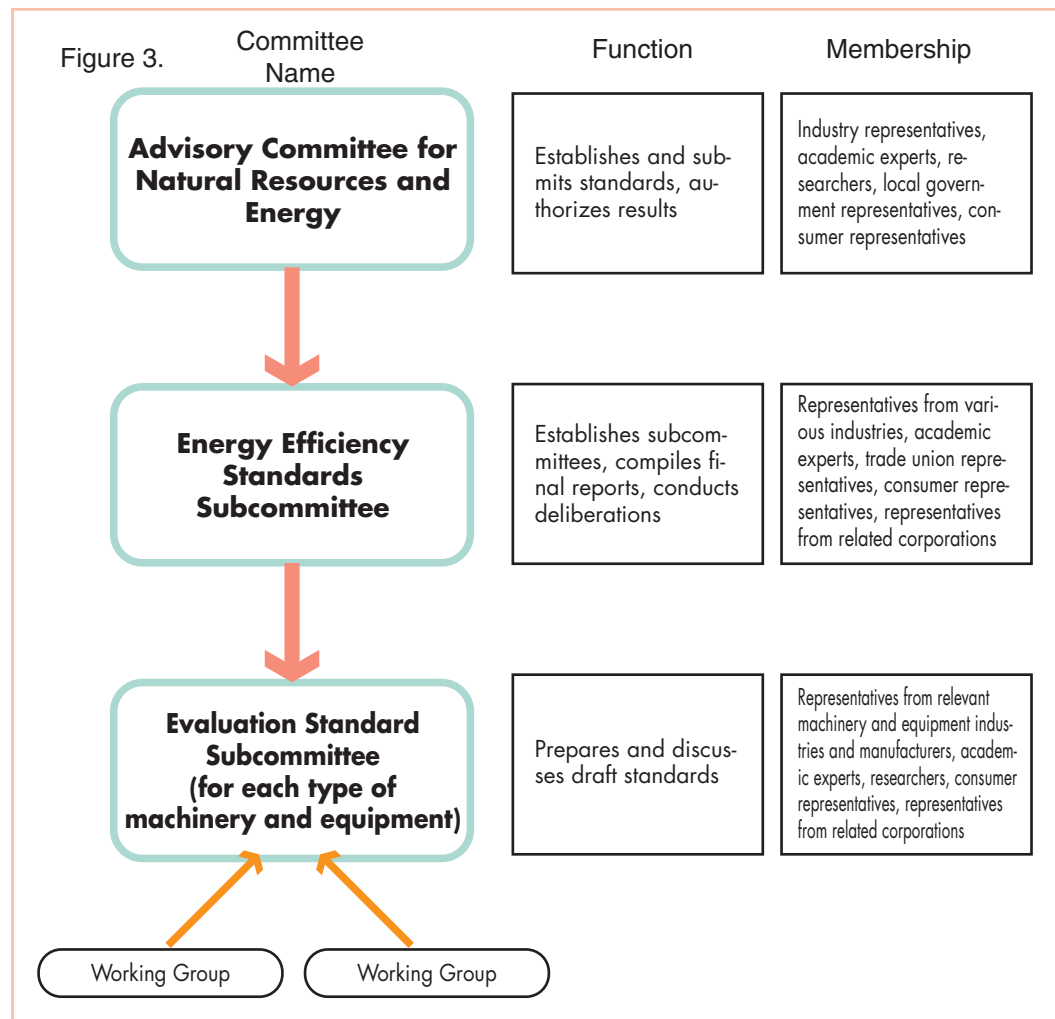 Figure 3.
Committee
Name
Function
Membership
Advisory Committee for
Natural Resources and
Energy
Establishes and sub-
mits standards, au-
thorizes results
Industry representatives,
academic experts, re-
searchers, local govern-
ment representatives, con-
sumer representatives
Energy Efficiency
Standards
Subcommittee
Establishes subcom-
mittees, compiles fi-
nal reports, conducts
deliberations
Representatives from vari-
ious industries, academic
experts, trade union repre-
sentatives, consumer repre-
sentatives, representatives
from related corporations
Evaluation Standard
Subcommittee
(for each type of
machinery and equipment)
Prepares and discus-
ses draft standards
Representatives from relevant
machinery and equipment indus-
tries and manufacturers, academ-
ic experts, researchers, consumer
representatives, representatives
from related corporations
Working Group
Working Group